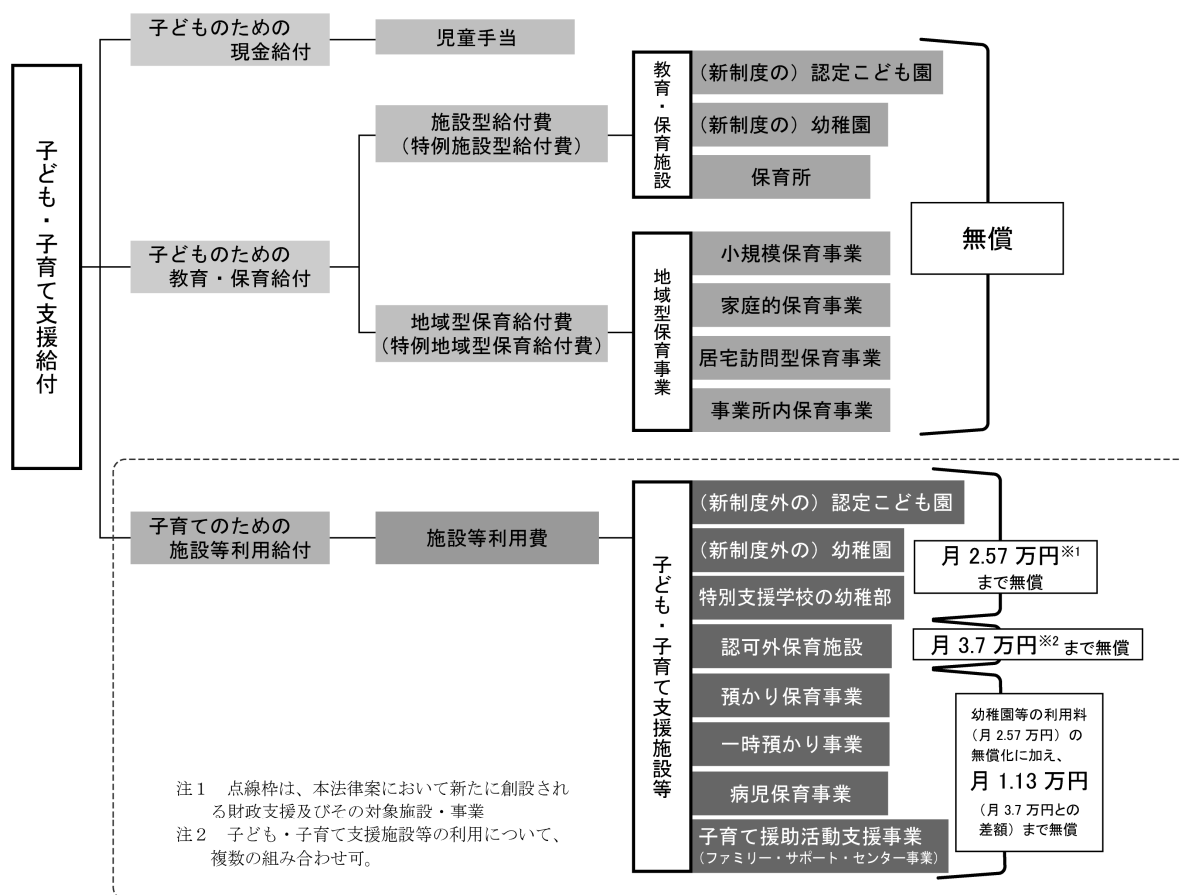 子ども・子育て支援給付
子どものための
現金給付
児童手当
子どものための
教育・保育給付
施設型給付費
(特例施設型給付費)
教育・保育施設
(新制度の) 認定こども園
(新制度の) 幼稚園
保育所
地域型保育給付費
(特例地域型保育給付費)
地域型保育事業
小規模保育事業
家庭的保育事業
居宅訪問型保育事業
事業所内保育事業
無償
子育てのための
施設等利用給付
施設等利用費
子ども・子育て支援施設等
(新制度外の) 認定こども園
(新制度外の) 幼稚園
特別支援学校の幼稚部
認可外保育施設
預かり保育事業
一時預かり事業
病児保育事業
子育て援助活動支援事業
(ファミリー・サポート・センター事業)
月 2.57 万円※1
まで無償
月 3.7 万円※2 まで無償
幼稚園等の利用料
(月 2.57 万円) の
無償化に加え、
月 1.13 万円
(月 3.7 万円との
差額) まで無償
注1 点線枠は、本法律案において新たに創設され
る財政支援及びその対象施設・事業
注2 子ども・子育て支援施設等の利用について、
複数の組み合わせ可。